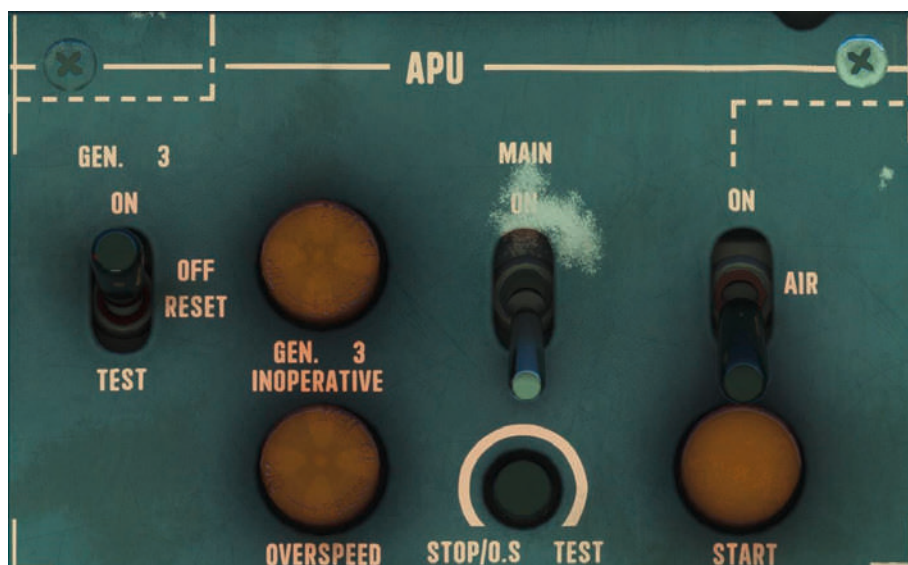 APU
GEN. 3
ON
OFF
RESET
TEST
GEN. 3
INOPERATIVE
OVERSPEED
MAIN
ON
STOP/O.S TEST
ON
AIR
START